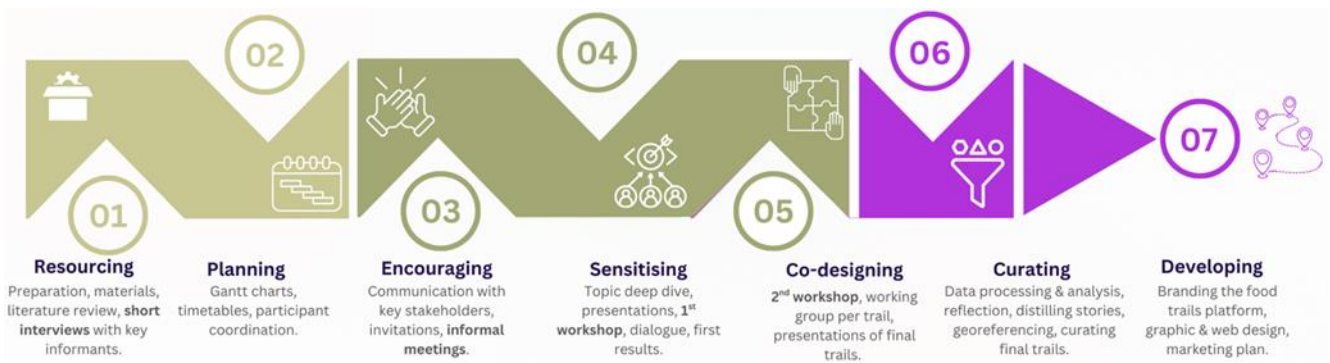 02
04
06
07
01
03
05
Resourcing
Preparation, materials,
literature review, short
interviews with key
informants.
Planning
Gantt charts,
timetables, participant
coordination.
Encouraging
Communication with
key stakeholders,
invitations, informal
meetings.
Sensitising
Topic deep dive,
presentations, 1st
workshop, dialogue, first
results.
Co-designing
2nd workshop, working
group per trail,
presentations of final
trails.
Curating
Data processing & analysis,
reflection, distilling stories,
georeferencing, curating
final trails.
Developing
Branding the food
trails platform,
graphic & web design,
marketing plan.